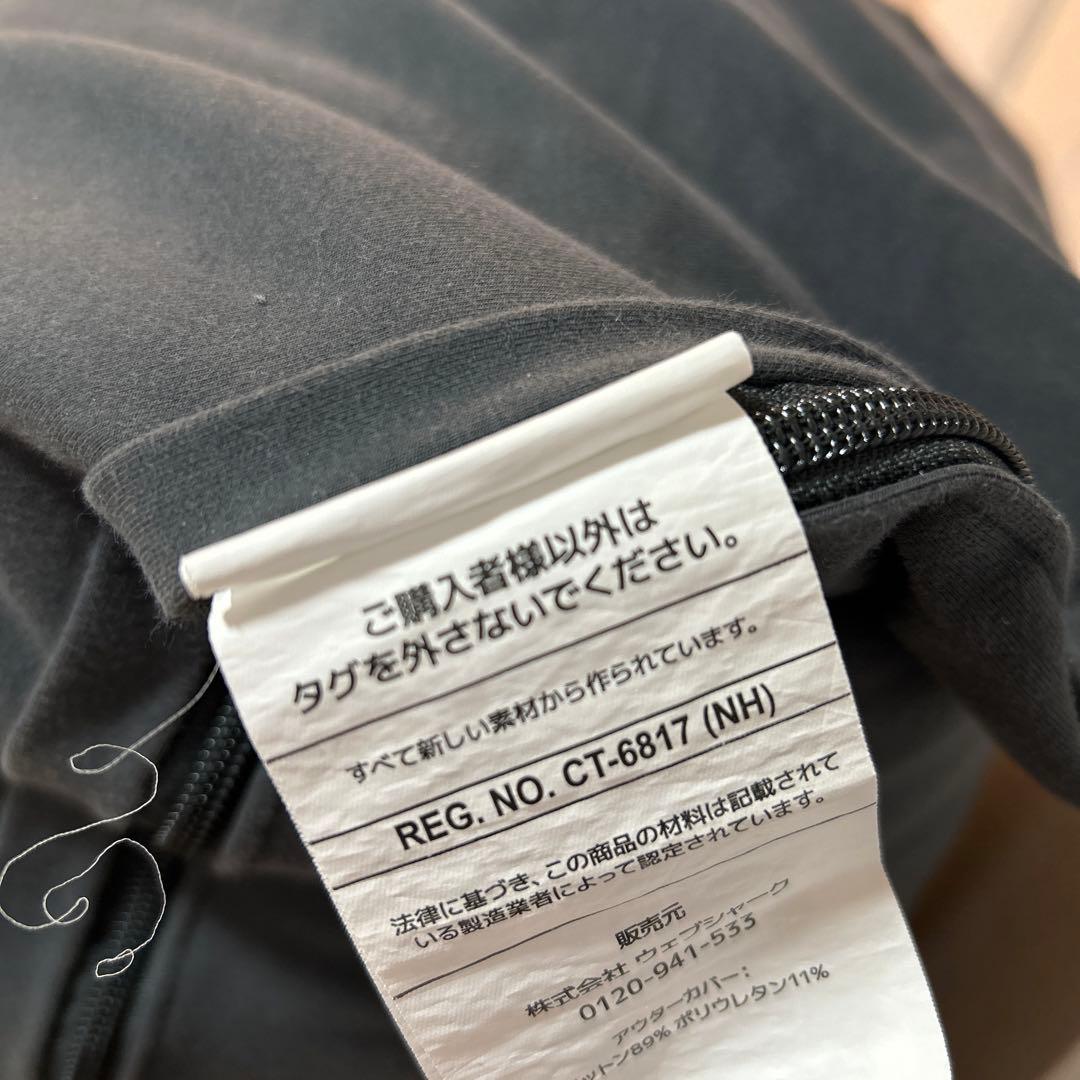 ご購入者様以外は
タグを外さないでください。
すべて新しい素材から作られています。
REG. NO. CT-6817 (NH)
法律に基づき、この商品の材料は記載されて
いる製造業者によって認定されています。
販売元
株式会社 ウェブシャーク
0120-941-533
アウターカバー:
ットン89% ポリウレタン11%